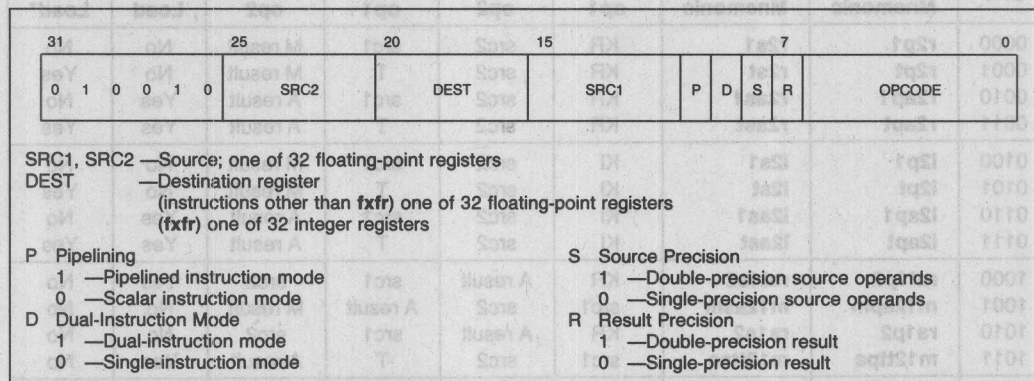 31 25 20 15 7 0
0 1 0 0 1 0 SRC2 DEST SRC1 P D S R OPCODE
SRC1, SRC2 —Source; one of 32 floating-point registers
DEST —Destination register
(instructions other than fxfr) one of 32 floating-point registers
(fxfr) one of 32 integer registers
P Pipelining
1 —Pipelined instruction mode
0 —Scalar instruction mode
D Dual-Instruction Mode
1 —Dual-instruction mode
0 —Single-instruction mode
S Source Precision
1 —Double-precision source operands
0 —Single-precision source operands
R Result Precision
1 —Double-precision result
0 —Single-precision result